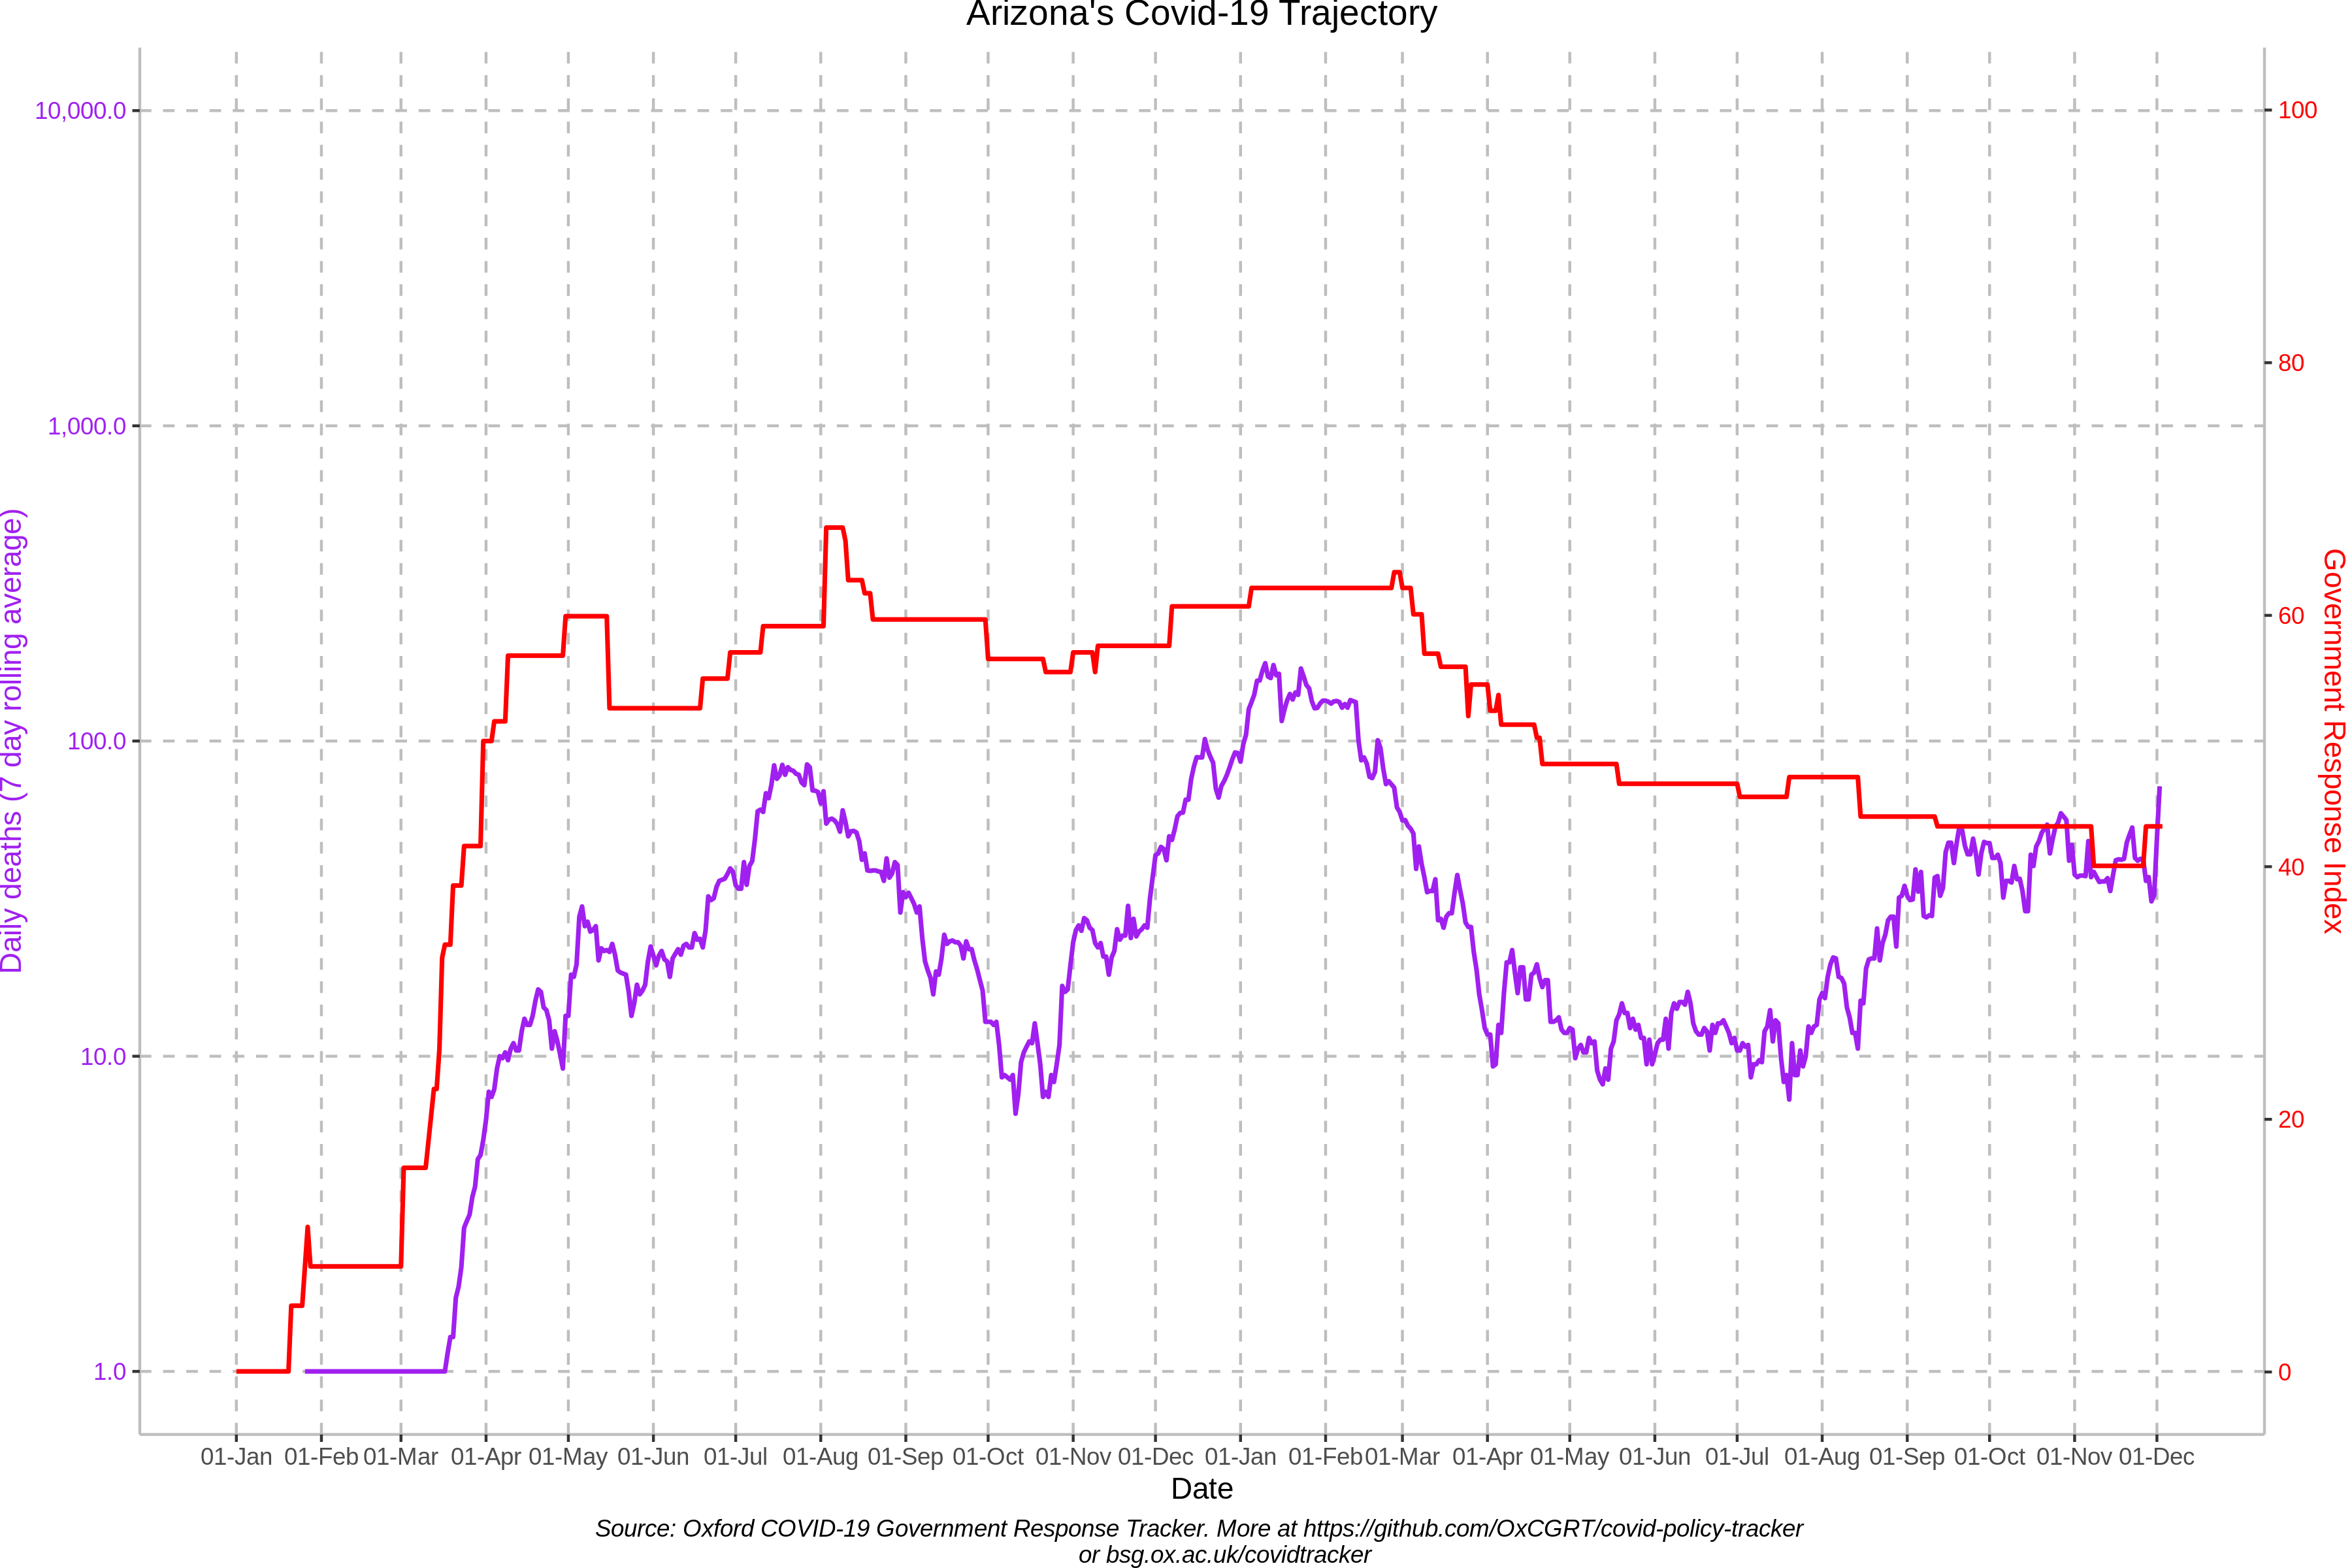 Arizona's Covid-19 Trajectory
10,000.0
1,000.0
100.0
10.0
1.0
Daily deaths (7 day rolling average)
100
80
60
40
20
0
Government Response Index
01-Jan 01-Feb 01-Mar 01-Apr 01-May 01-Jun 01-Jul 01-Aug 01-Sep 01-Oct 01-Nov 01-Dec 01-Jan 01-Feb 01-Mar 01-Apr 01-May 01-Jun 01-Jul 01-Aug 01-Sep 01-Oct 01-Nov 01-Dec
Date
Source: Oxford COVID-19 Government Response Tracker. More at https://github.com/OxCGRT/covid-policy-tracker
or bsg.ox.ac.uk/covidtracker